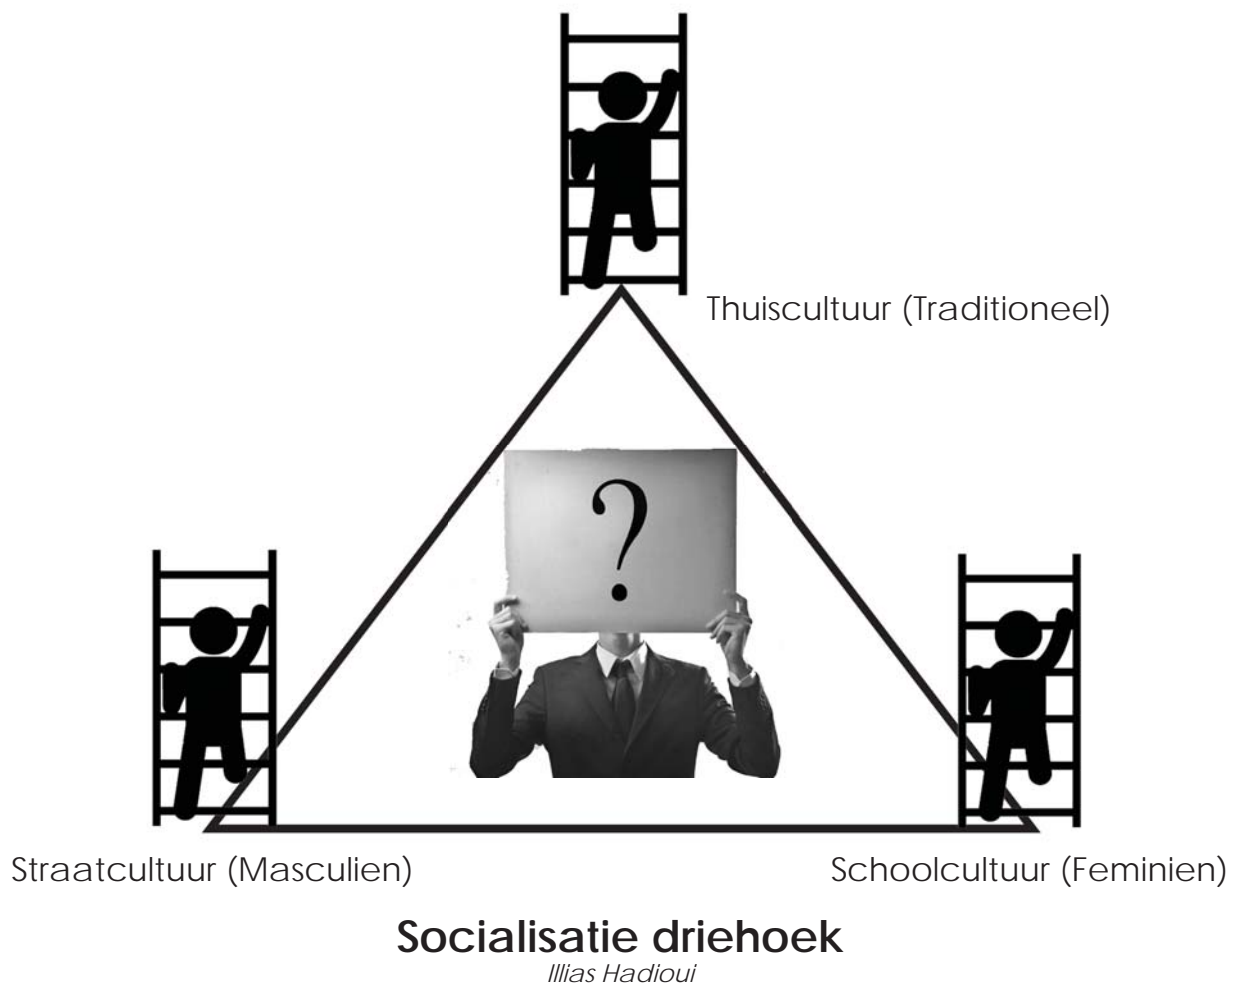 Thuiscultuur (Traditioneel)
?
Straatcultuur (Masculien)
Schoolcultuur (Feminien)
Socialisatie driehoek
Illias Hadioui